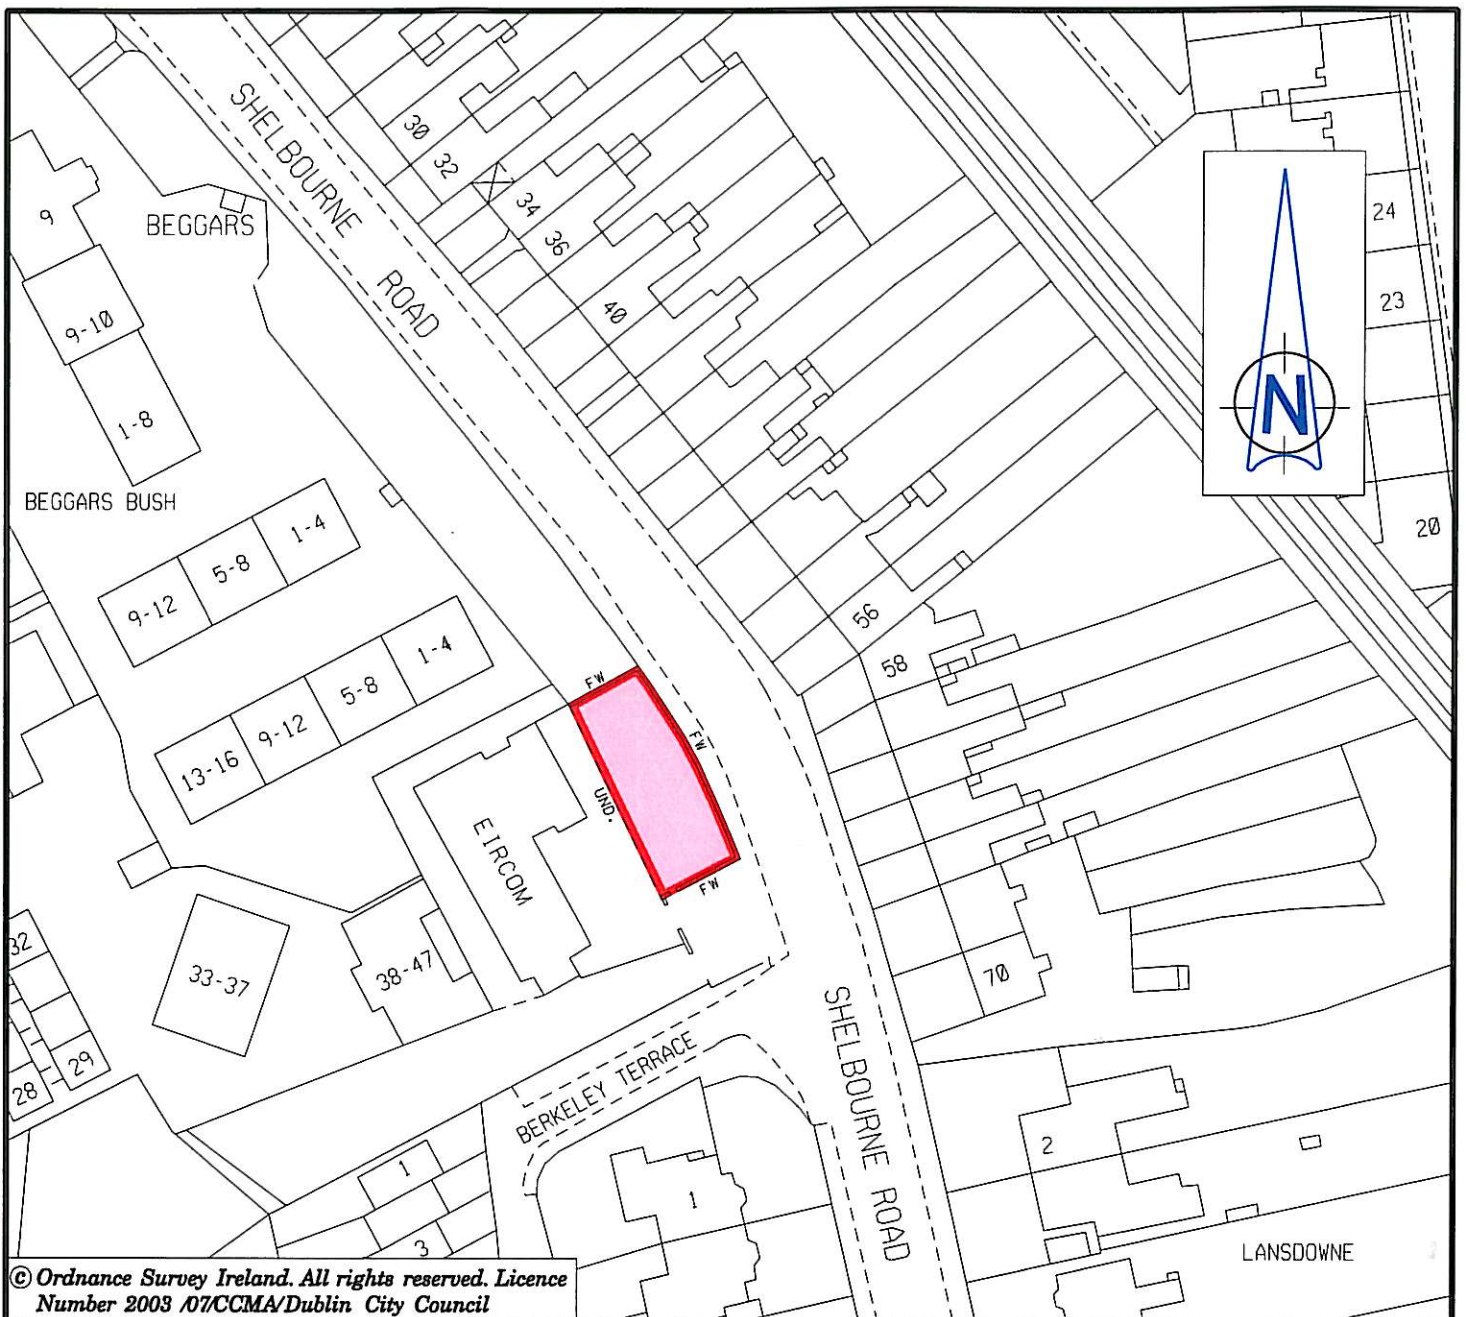 SHELBOURNE
ROAD
30
32
34
36
40
9
BEGGARS
9-10
1-8
BEGGARS BUSH
24
23
20
N
1-4
5-8
9-12
1-4
5-8
9-12
13-16
56
58
FW
FW
UND.
FW
EIRCOM
32
33-37
38-47
29
28
70
SHELBOURNE ROAD
BERKELEY TERRACE
1
3
1
2
LANSDOWNE
© Ordnance Survey Ireland. All rights reserved. Licence
Number 2003 /07/CCMA/Dublin City Council